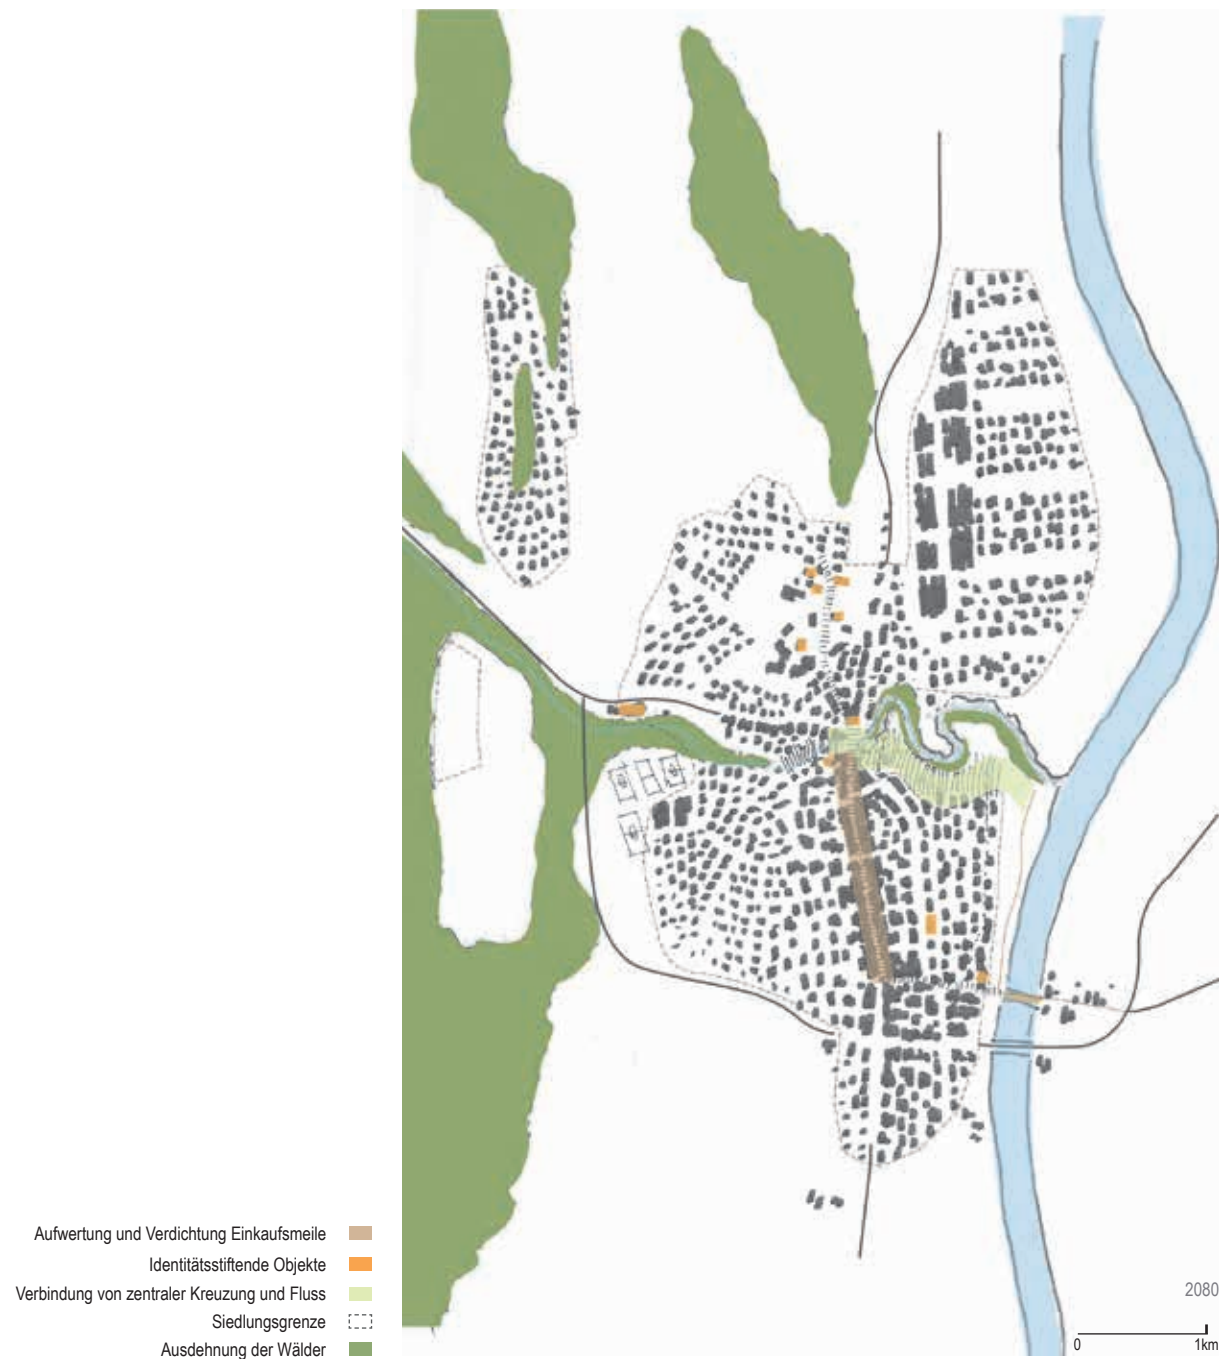 Aufwertung und Verdichtung Einkaufsmeile
Identitätsstiftende Objekte
Verbindung von zentraler Kreuzung und Fluss
Siedlungsgrenze
Ausdehnung der Wälder
2080
0 1km